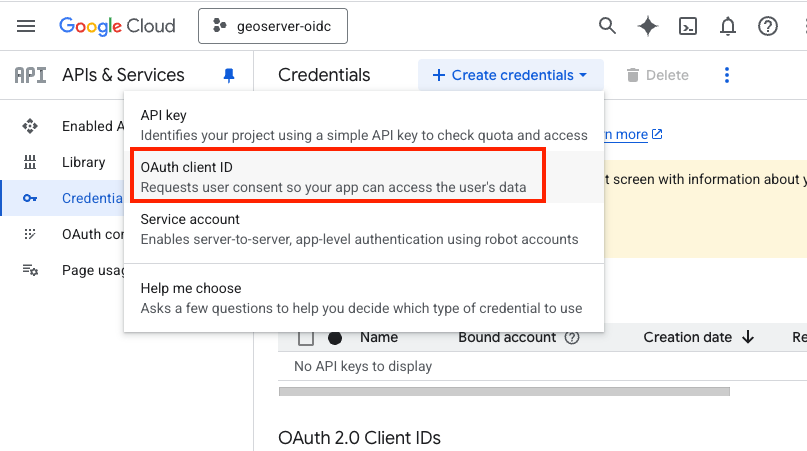 Google Cloud
geoserver-oidc
API
APIs & Services
Credentials
Create credentials
Delete
API key
Identifies your project using a simple API key to check quota and access
Enabled A
n more
OAuth client ID
Requests user consent so your app can access the user's data
Library
t screen with information about y
Credentia
Service account
Enables server-to-server, app-level authentication using robot accounts
OAuth con
Page usag
Help me choose
Asks a few questions to help you decide which type of credential to use
Name
Bound account
Creation date
Re
No API keys to display
OAuth 2.0 Client IDs